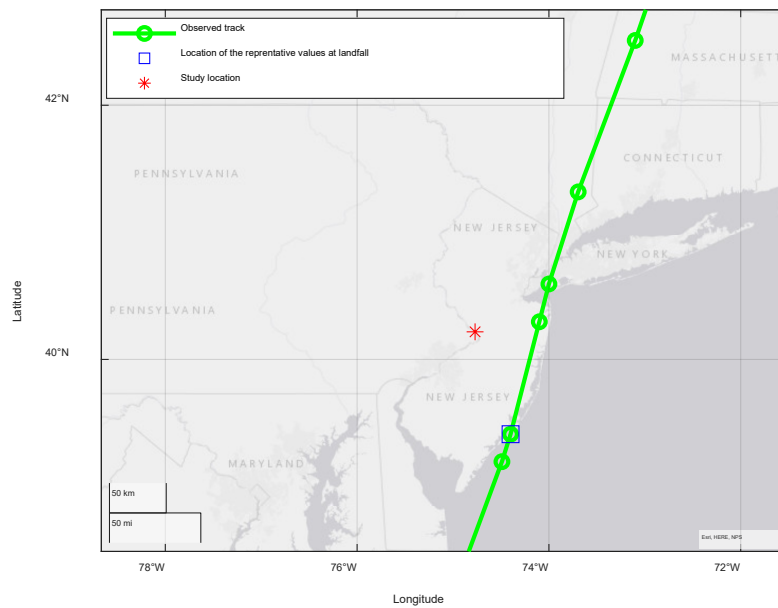 Observed track
Location of the reprentative values at landfall
Study location
MASSACHUSETT
42°N
CONNECTICUT
PENNSYLVANIA
NEW JERSEY
NEW YORK
Latitude
PENNSYLVANIA
40°N
NEW JERSEY
MARYLAND
50 km
50 mi
Esri, HERE, NPS
78°W
76°W
74°W
72°W
Longitude